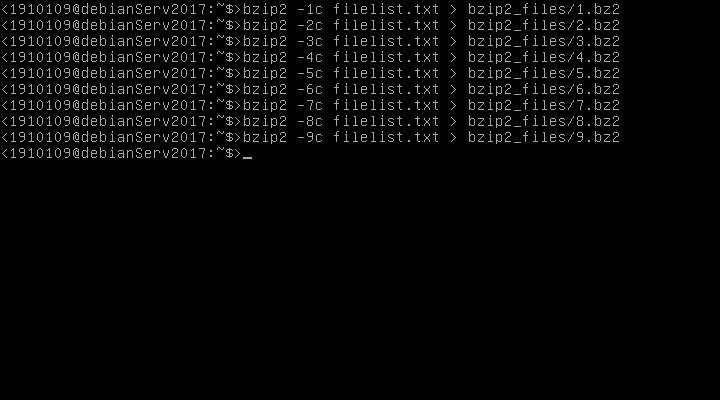 <1910109@debianServ2017:~$>bzip2 -1c filelist.txt > bzip2_files/1.bz2
<1910109@debianServ2017:~$>bzip2 -2c filelist.txt > bzip2_files/2.bz2
<1910109@debianServ2017:~$>bzip2 -3c filelist.txt > bzip2_files/3.bz2
<1910109@debianServ2017:~$>bzip2 -4c filelist.txt > bzip2_files/4.bz2
<1910109@debianServ2017:~$>bzip2 -5c filelist.txt > bzip2_files/5.bz2
<1910109@debianServ2017:~$>bzip2 -6c filelist.txt > bzip2_files/6.bz2
<1910109@debianServ2017:~$>bzip2 -7c filelist.txt > bzip2_files/7.bz2
<1910109@debianServ2017:~$>bzip2 -8c filelist.txt > bzip2_files/8.bz2
<1910109@debianServ2017:~$>bzip2 -9c filelist.txt > bzip2_files/9.bz2
<1910109@debianServ2017:~$>_